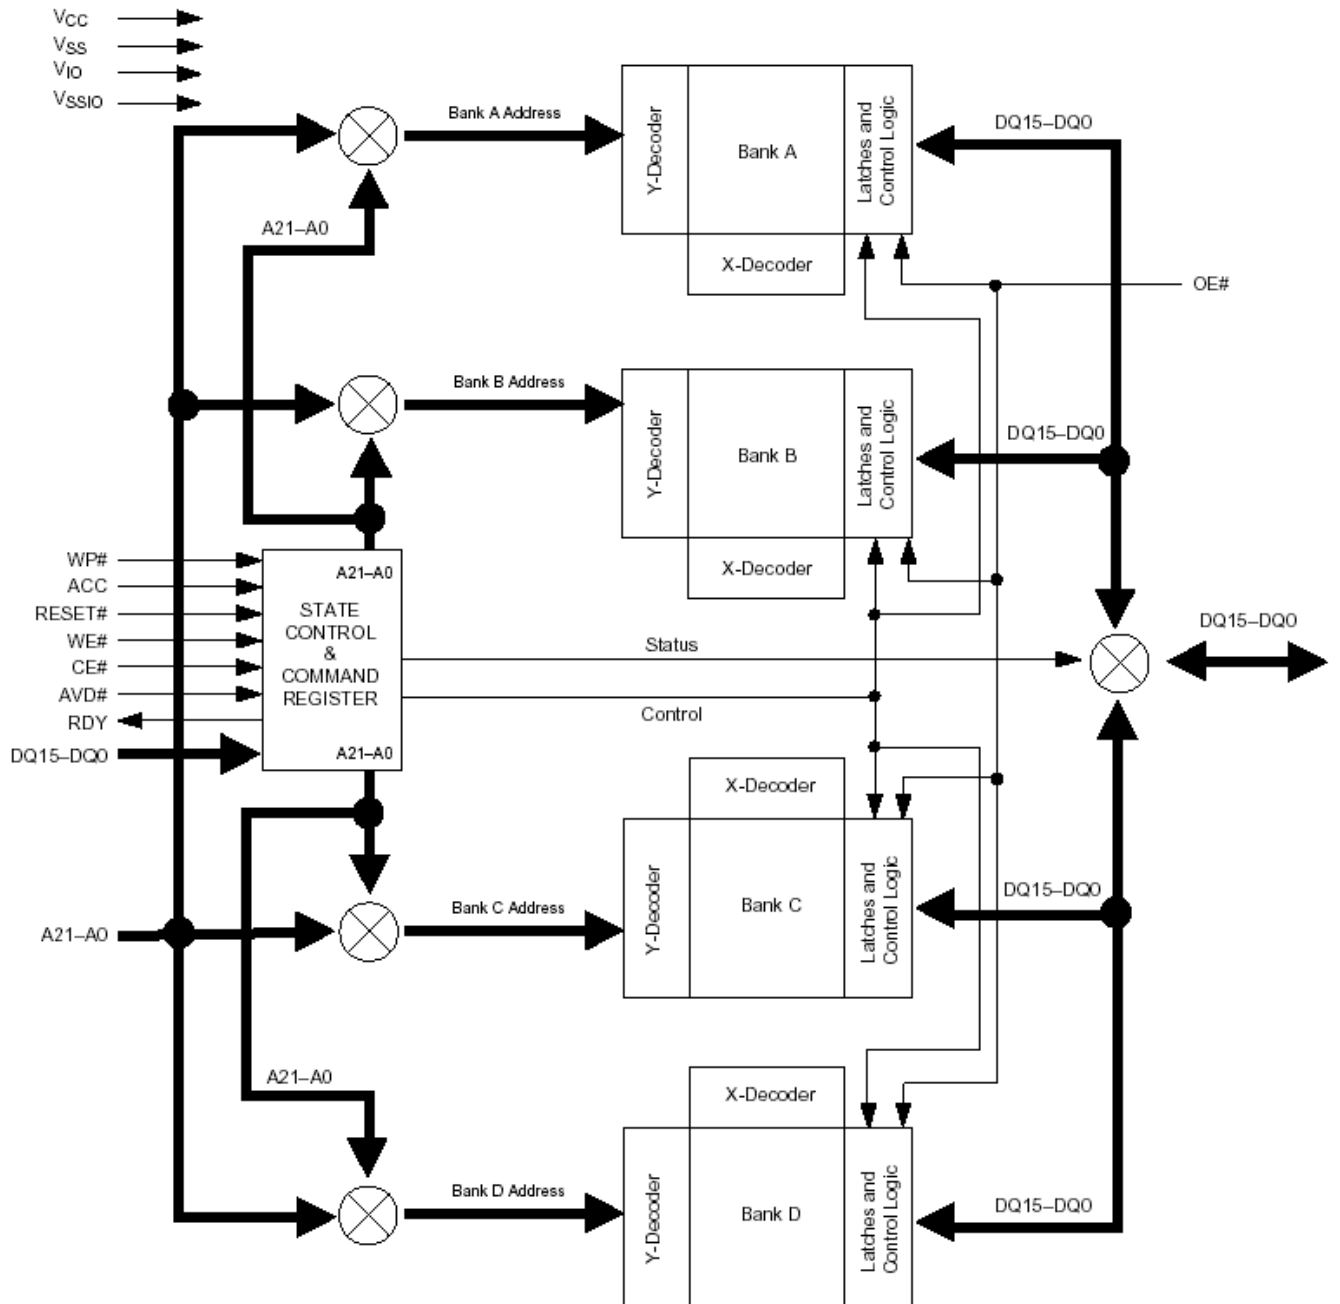 VCC
VSS
VIO
VSSIO
Bank A Address
Y-Decoder
Bank A
Latches and
Control Logic
DQ15–DQ0
X-Decoder
A21–A0
OE#
Bank B Address
Y-Decoder
Bank B
Latches and
Control Logic
DQ15–DQ0
X-Decoder
WP#
ACC
RESET#
WE#
CE#
AVD#
RDY
DQ15–DQ0
A21–A0
STATE
CONTROL
&
COMMAND
REGISTER
A21–A0
Status
Control
DQ15–DQ0
X-Decoder
Bank C Address
Y-Decoder
Bank C
Latches and
Control Logic
DQ15–DQ0
A21–A0
A21–A0
X-Decoder
Bank D Address
Y-Decoder
Bank D
Latches and
Control Logic
DQ15–DQ0